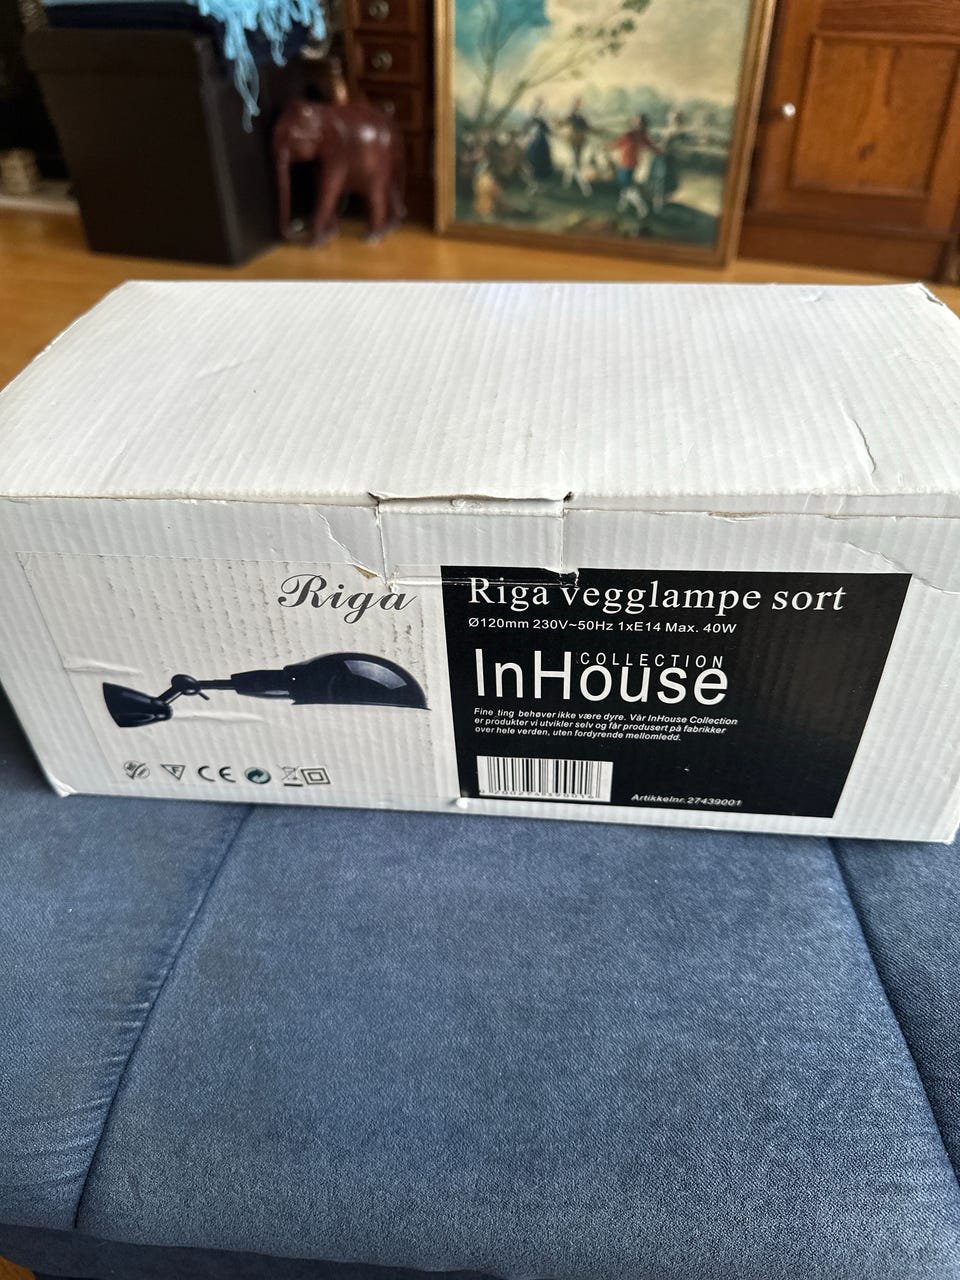 Riga
Riga vegglampe sort
Ø120mm 230V~50Hz 1xE14 Max. 40W
COLLECTION
InHouse
Fine ting behøver ikke være dyre. Vår InHouse Collection
er produkter vi utvikler selv og får produsert på fabrikker
over hele verden, uten fordyrende mellomledd.
F
CE
Artikkelnr. 27439001